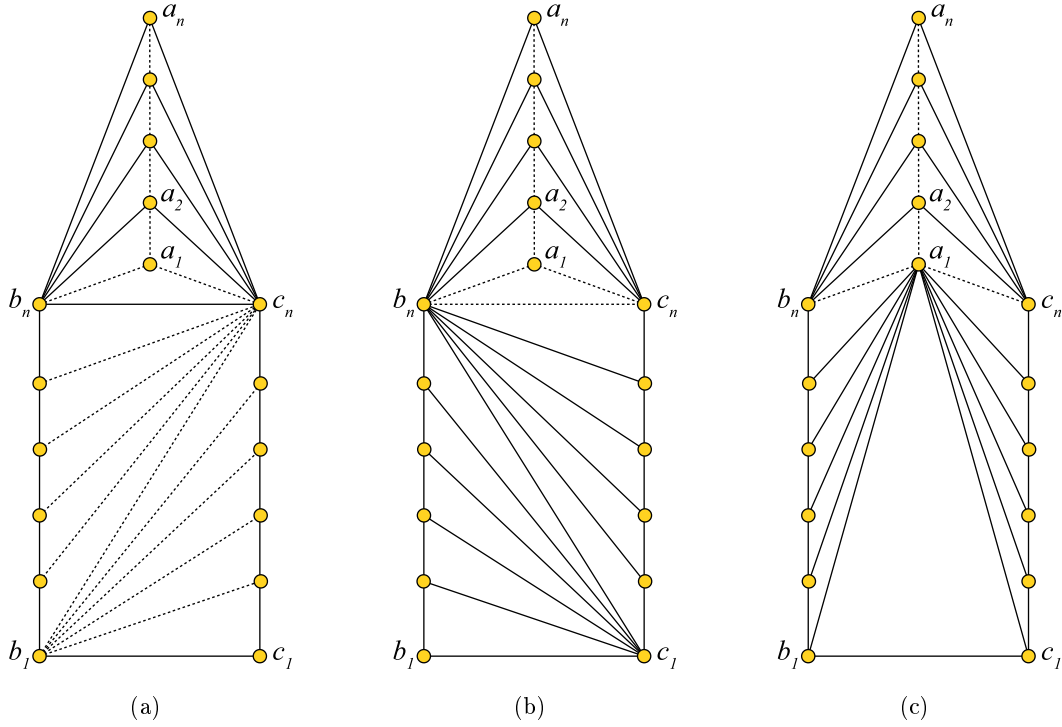 a_n a_n a_n
a_2 a_2 a_2
a_1 a_1 a_1
b_n c_n b_n c_n b_n c_n
b_1 c_1 b_1 c_1 b_1 c_1
(a) (b) (c)